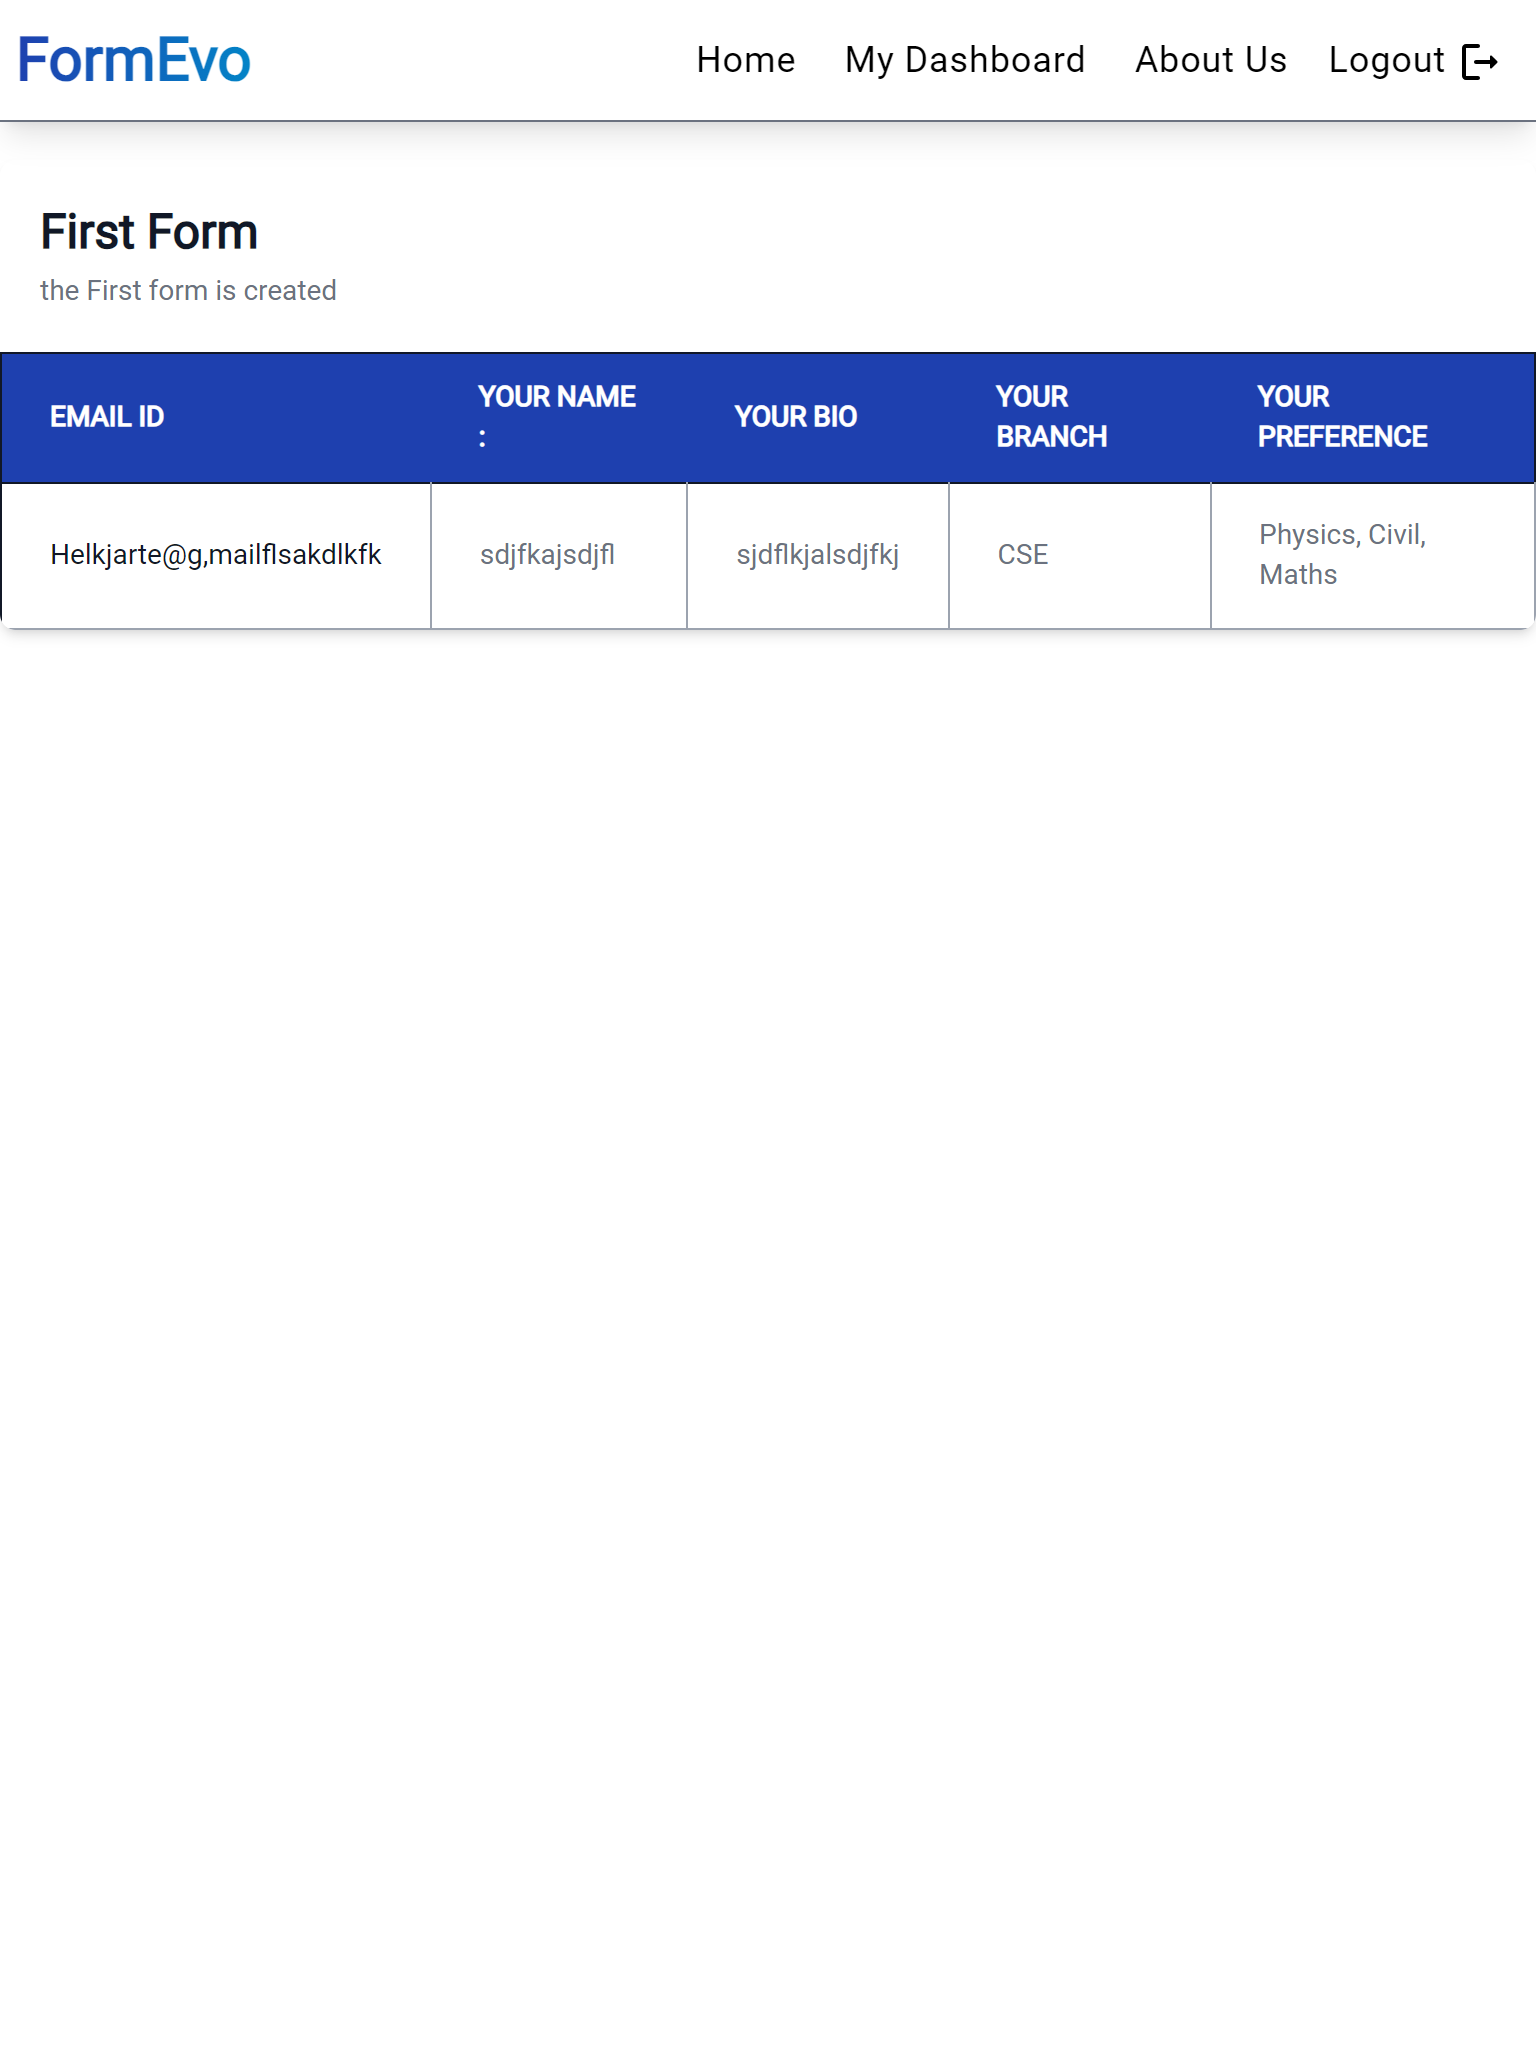 FormEvo Home My Dashboard About Us Logout
First Form
the First form is created
EMAIL ID
YOUR NAME
:
YOUR BIO
YOUR
BRANCH
YOUR
PREFERENCE
Helkjarte@g,mailflsakdlkfk
sdjfkajsdjfl
sjdflkjalsdjfkj
CSE
Physics, Civil,
Maths